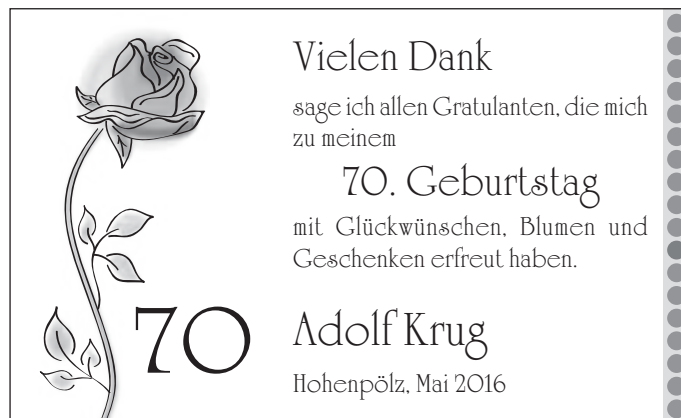 Vielen Dank
sage ich allen Gratulanten, die mich
zu meinem
70. Geburtstag
mit Glückwünschen, Blumen und
Geschenken erfreut haben.
70
Adolf Krug
Hohenpölz, Mai 2016